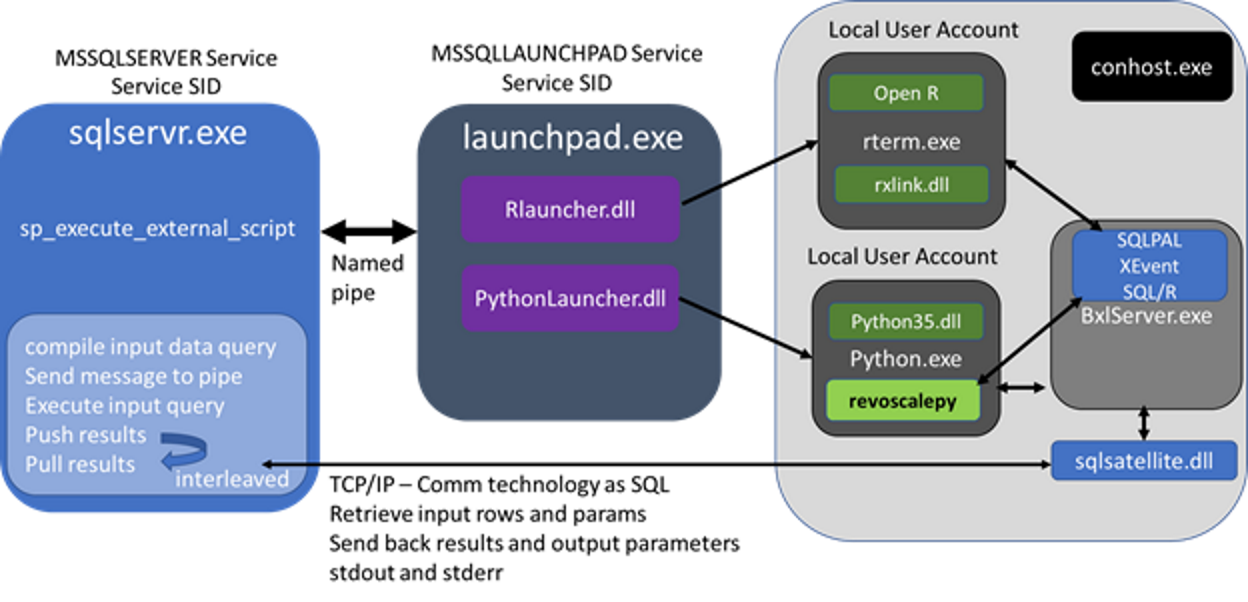 MSSQLSERVER Service
Service SID
sqlservr.exe
sp_execute_external_script
compile input data query
Send message to pipe
Execute input query
Push results
Pull results
interleaved
Named
pipe
MSSQLLAUNCHPAD Service
Service SID
launchpad.exe
Rlauncher.dll
PythonLauncher.dll
TCP/IP – Comm technology as SQL
Retrieve input rows and params
Send back results and output parameters
stdout and stderr
Local User Account
Open R
rterm.exe
rxlink.dll
Local User Account
Python35.dll
Python.exe
revoscalepy
conhost.exe
SQLPAL
XEvent
SQL/R
BxlServer.exe
sqlsatellite.dll